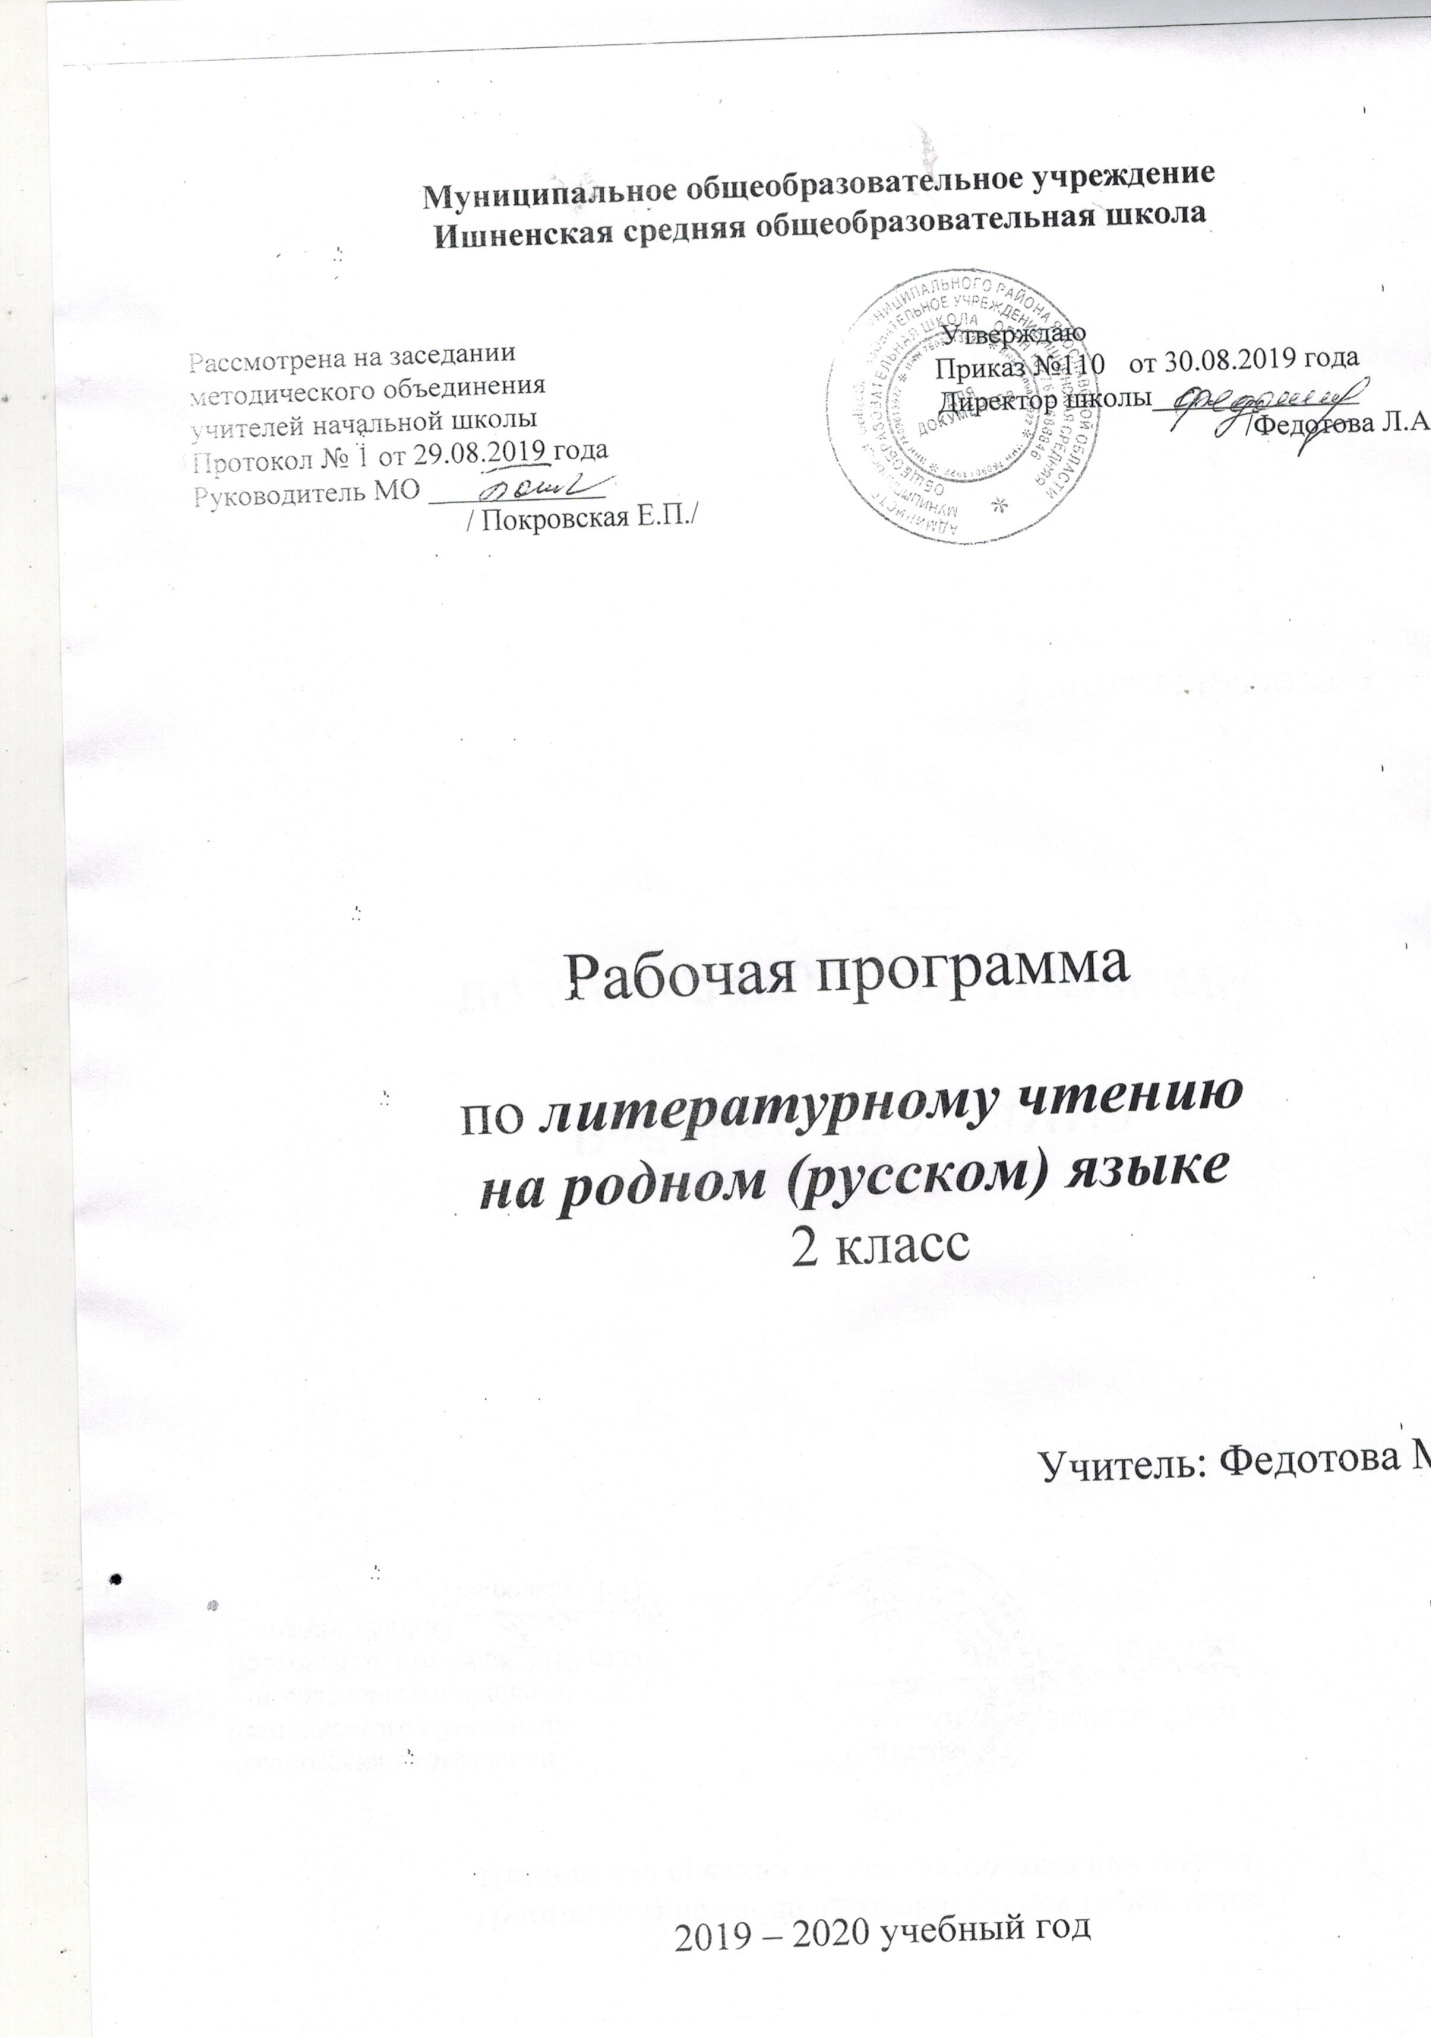 Муниципальное общеобразовательное учреждение
Ишненская средняя общеобразовательная школа
Рассмотрена на заседании
методического объединения
учителей начальной школы
Протокол № 1 от 29.08.2019 года
Руководитель МО
/ Покровская Е.П./
Утверждаю
Приказ №110 от 30.08.2019 года
Директор школы
/Федотова Л.А
Рабочая программа
по литературному чтению
на родном (русском) языке
2 класс
Учитель: Федотова М
2019 – 2020 учебный год